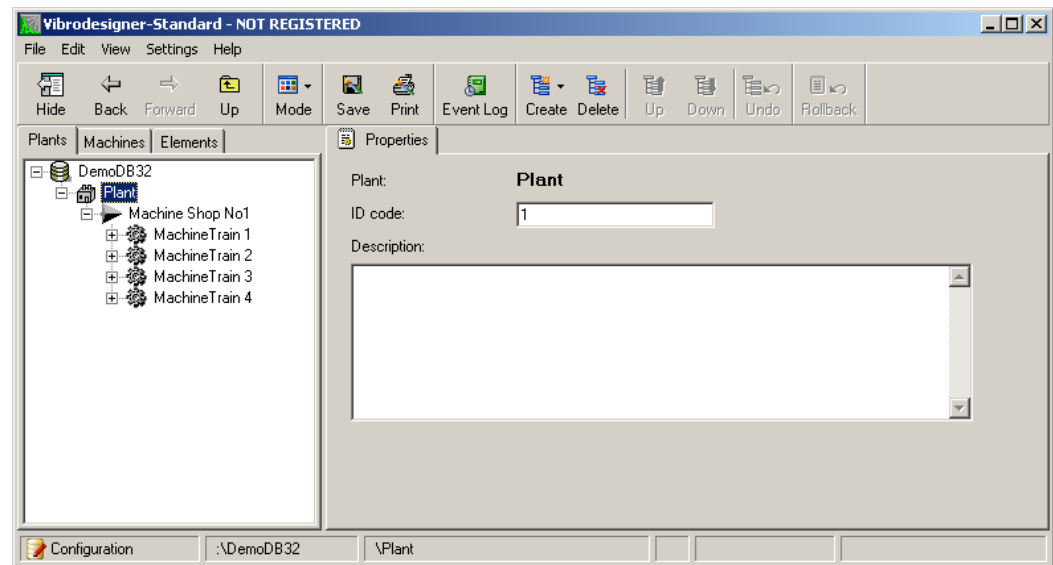 Vibrodesigner-Standard - NOT REGISTERED
File Edit View Settings Help
Hide Back Forward Up Mode Save Print Event Log Create Delete Up Down Undo Rollback
Plants Machines Elements
Properties
DemoDB32
Plant
Machine Shop No1
MachineTrain 1
MachineTrain 2
MachineTrain 3
MachineTrain 4
Plant: Plant
ID code: 1
Description:
Configuration :\DemoDB32 \Plant